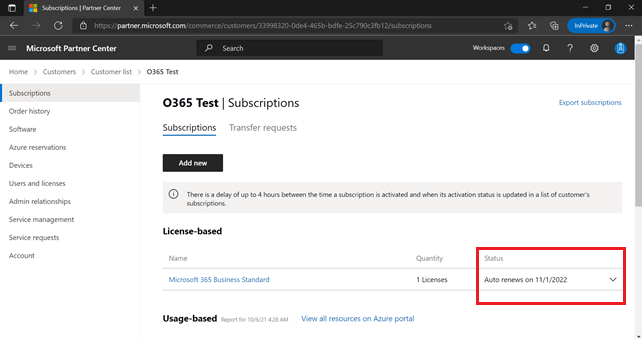 Subscriptions | Partner Center
https://partner.microsoft.com/commerce/customers/33998320-0de4-465b-bdfe-25c790c3fb12/subscriptions
InPrivate
Microsoft Partner Center
Search
Workspaces
Home > Customers > Customer list > O365 Test
Subscriptions
Order history
Software
Azure reservations
Devices
Users and licenses
Admin relationships
Service management
Service requests
Account
O365 Test | Subscriptions
Export subscriptions
Subscriptions Transfer requests
Add new
There is a delay of up to 4 hours between the time a subscription is activated and when its activation status is updated in a list of customer's
subscriptions.
License-based
Name Quantity Status
Microsoft 365 Business Standard 1 Licenses Auto renews on 11/1/2022
Usage-based Report for 10/6/21 4:28 AM View all resources on Azure portal